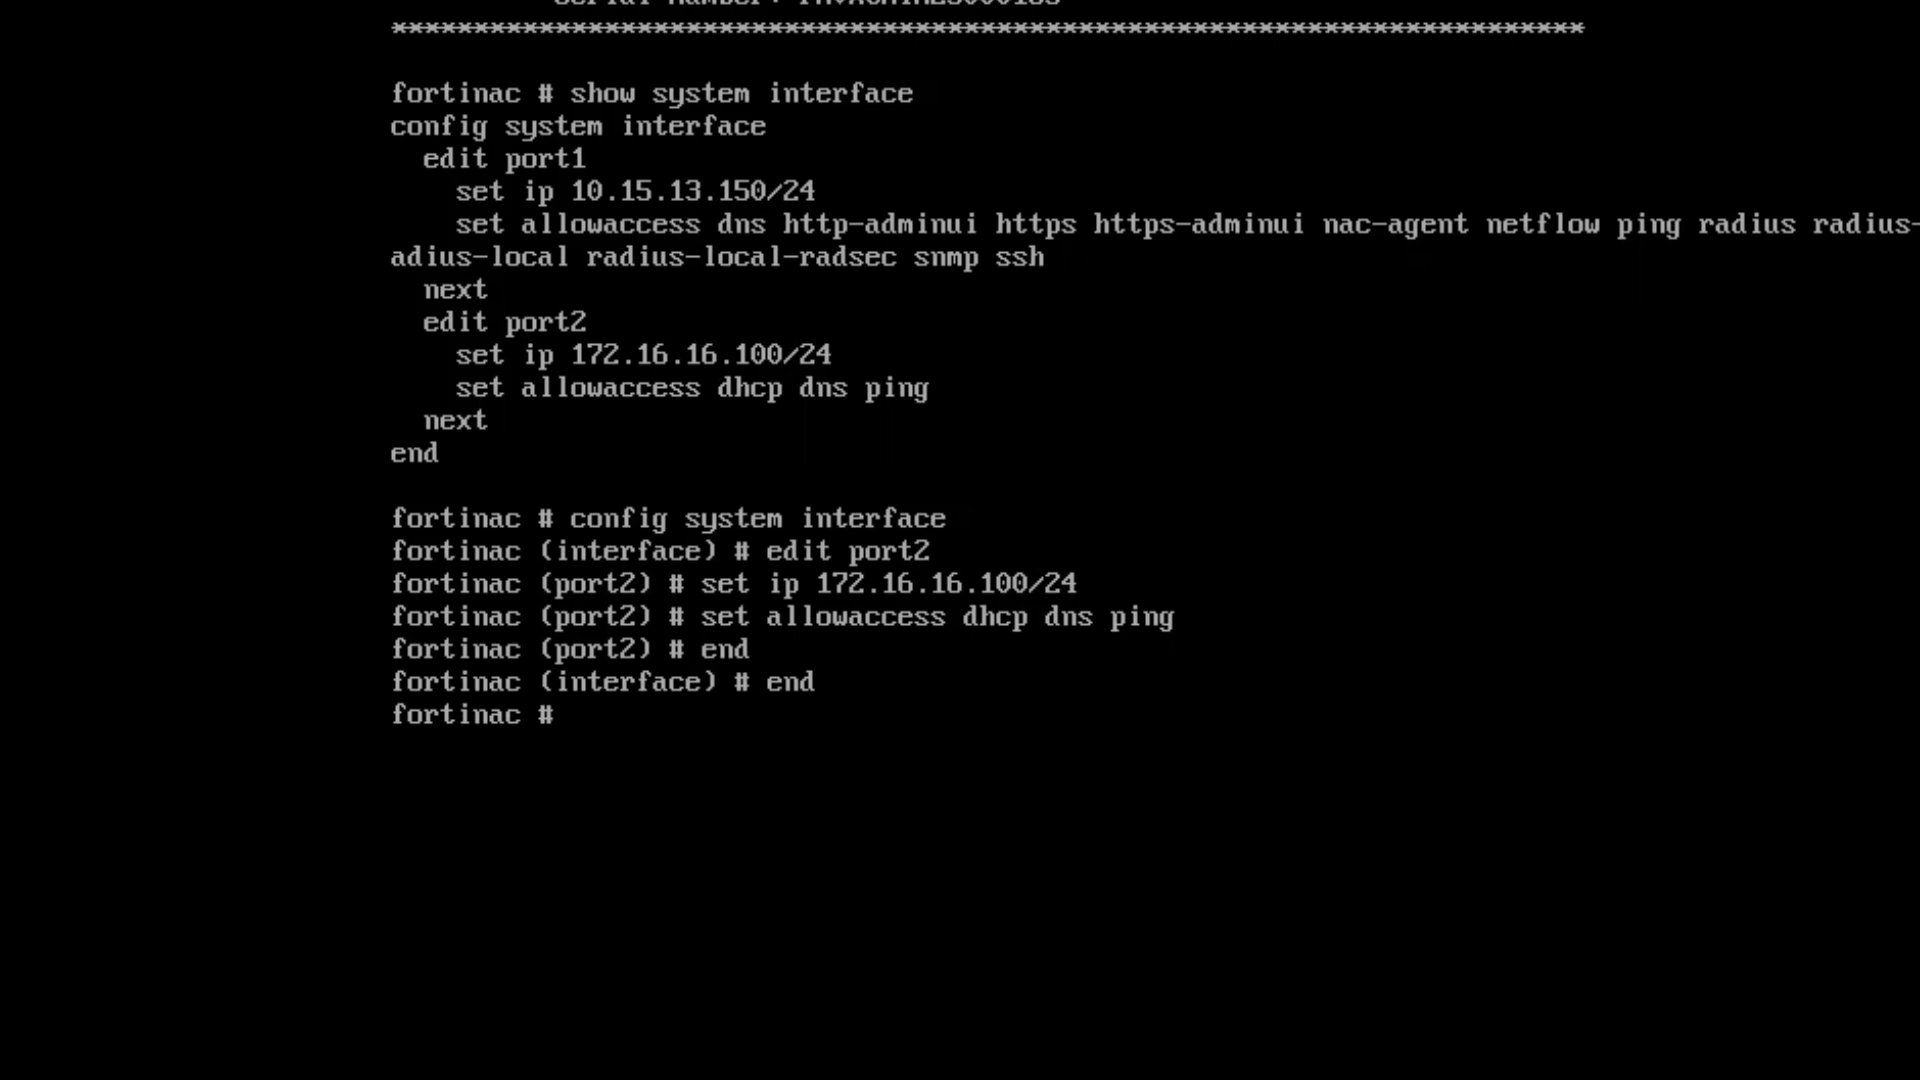 **********************************************************************
fortinac # show system interface
config system interface
  edit port1
    set ip 10.15.13.150/24
    set allowaccess dns http-adminui https https-adminui nac-agent netflow ping radius radius-
adius-local radius-local-radsec snmp ssh
  next
  edit port2
    set ip 172.16.16.100/24
    set allowaccess dhcp dns ping
  next
end
fortinac # config system interface
fortinac (interface) # edit port2
fortinac (port2) # set ip 172.16.16.100/24
fortinac (port2) # set allowaccess dhcp dns ping
fortinac (port2) # end
fortinac (interface) # end
fortinac #